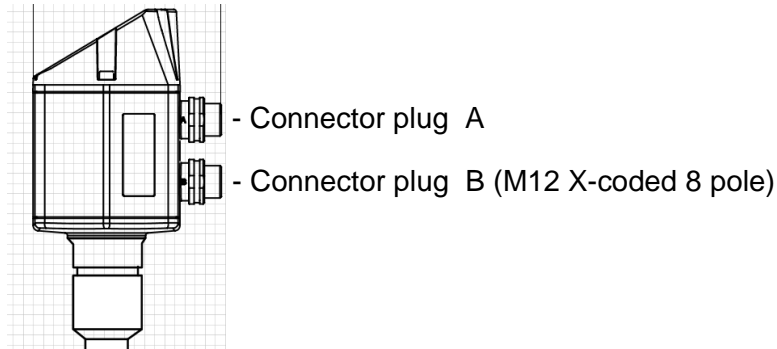 - Connector plug A
- Connector plug B (M12 X-coded 8 pole)